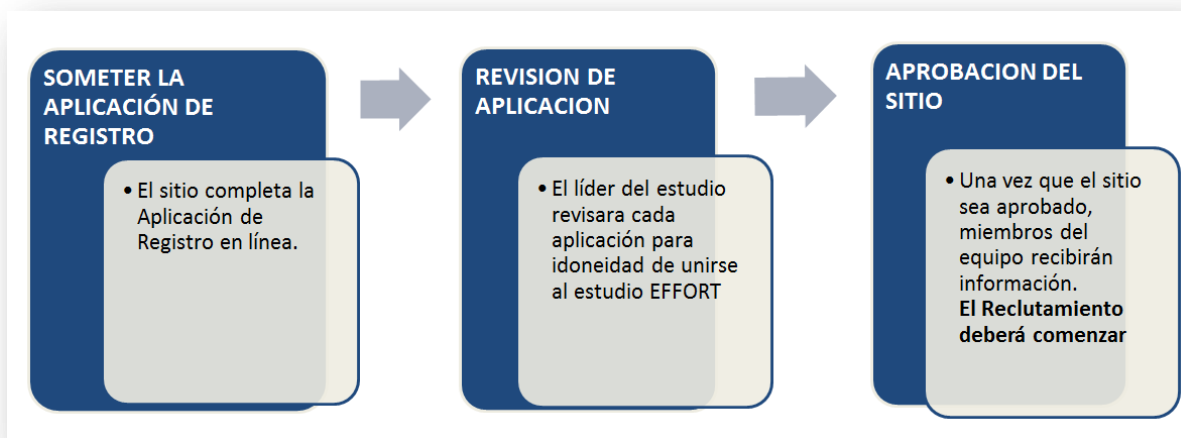 SOMETER LA
APLICACIÓN DE
REGISTRO
• El sitio completa la
Aplicación de
Registro en línea.
REVISION DE
APLICACION
• El líder del estudio
revisara cada
aplicación para
idoneidad de unirse
al estudio EFFORT
APROBACION DEL
SITIO
• Una vez que el sitio
sea aprobado,
miembros del
equipo recibirán
información.
El Reclutamiento
deberá comenzar